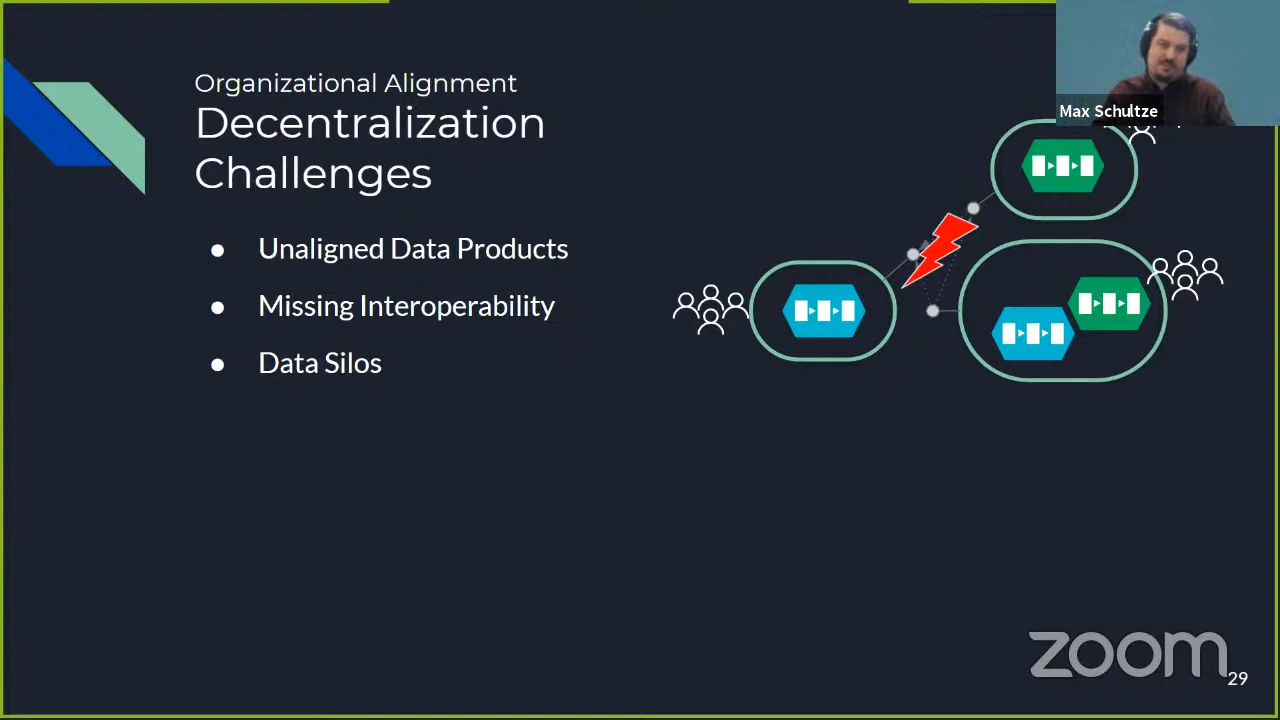 Organizational Alignment
Decentralization
Challenges
● Unaligned Data Products
● Missing Interoperability
● Data Silos
Max Schultze
zoom
29